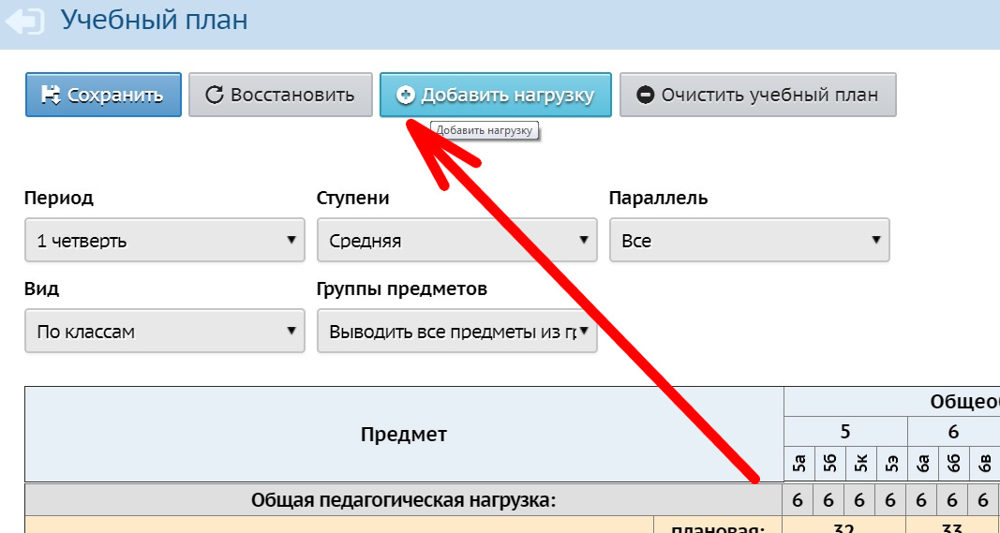 Учебный план
Сохранить Восстановить Добавить нагрузку Очистить учебный план
Добавить нагрузку
Период Ступени Параллель
1 четверть Средняя Все
Вид Группы предметов
По классам Выводить все предметы из гр
Общеоб
Предмет 5 6
5а 5б 5к 5э 6а 6б 6в
Общая педагогическая нагрузка: 6 6 6 6 6 6 6
плановая: 32 33